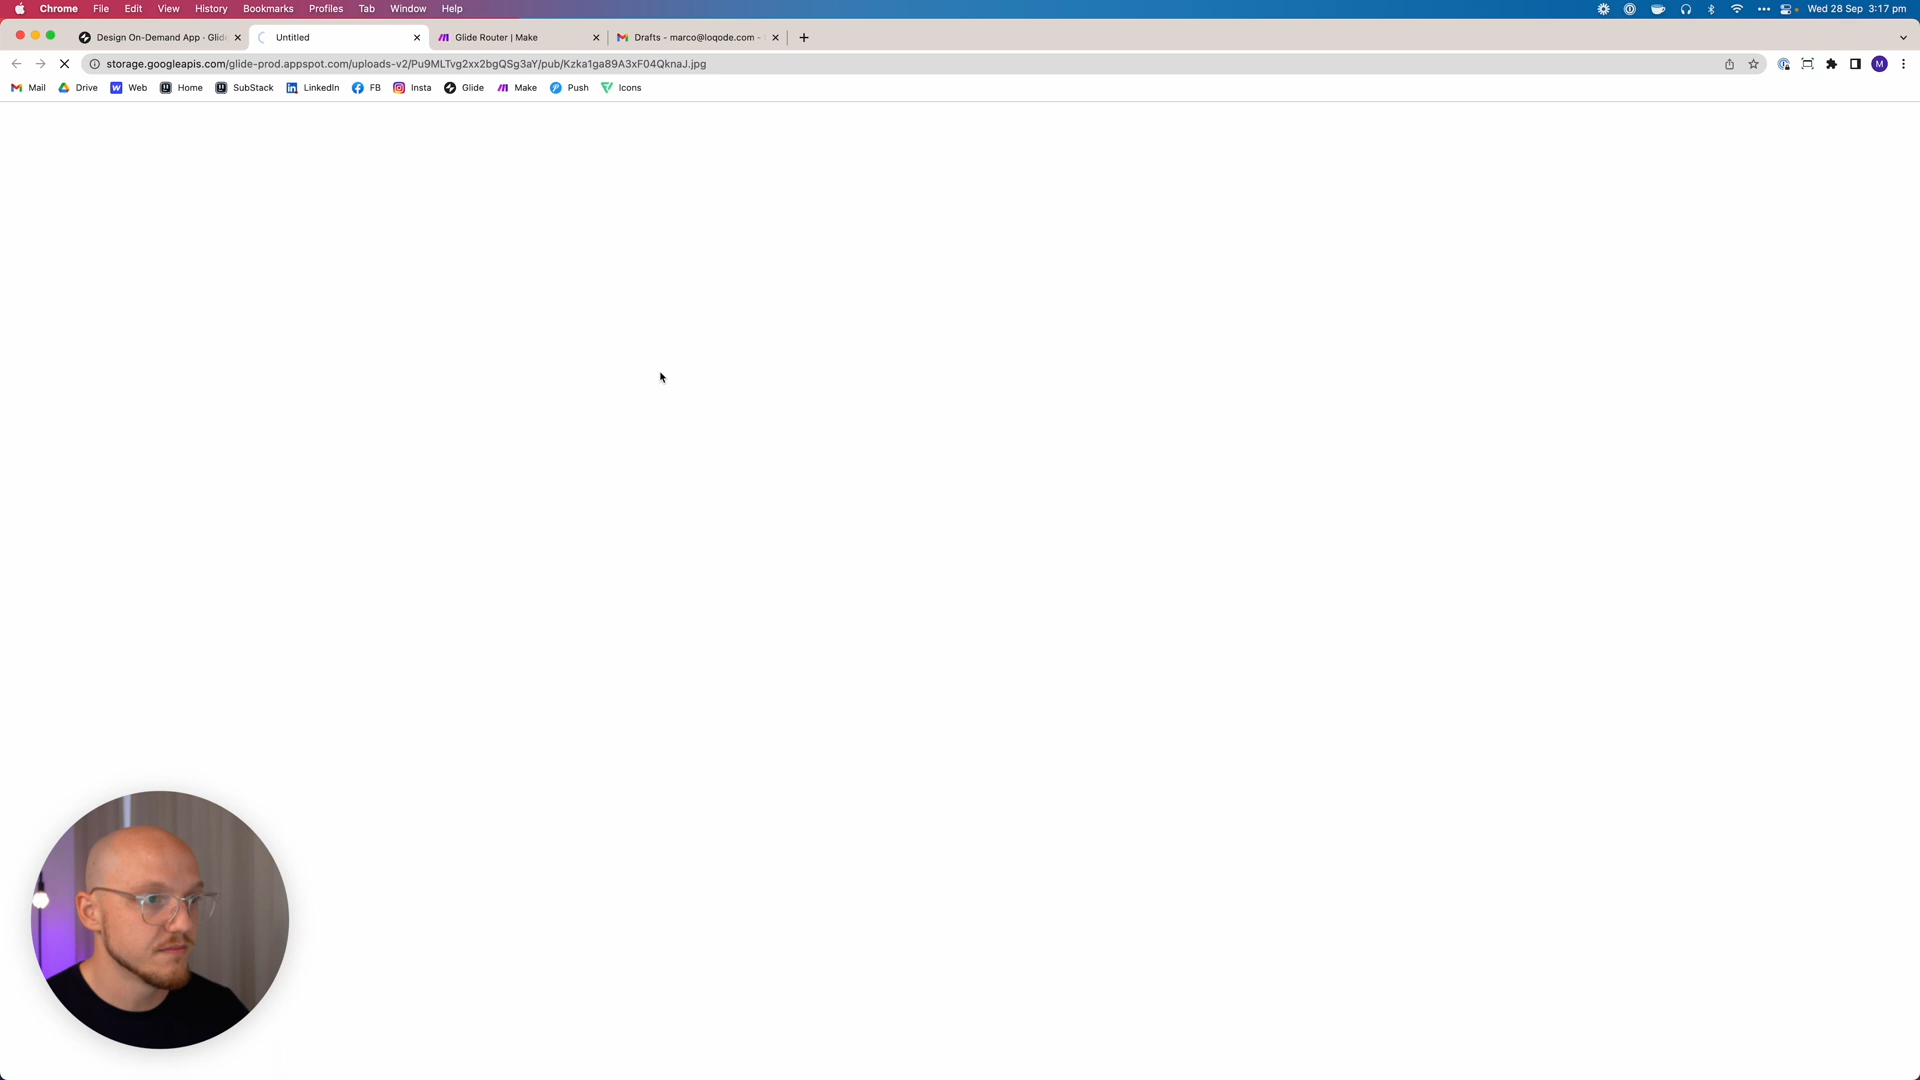 Chrome File Edit View History Bookmarks Profiles Tab Window Help Wed 28 Sep 3:17 pm
Design On-Demand App · Glid Untitled Glide Router | Make Drafts - marco@loqode.com -
storage.googleapis.com/glide-prod.appspot.com/uploads-v2/Pu9MLTvg2xx2bgQSg3aY/pub/Kzka1ga89A3xF04QknaJ.jpg M
Mail Drive Web Home SubStack LinkedIn FB Insta Glide Make Push Icons